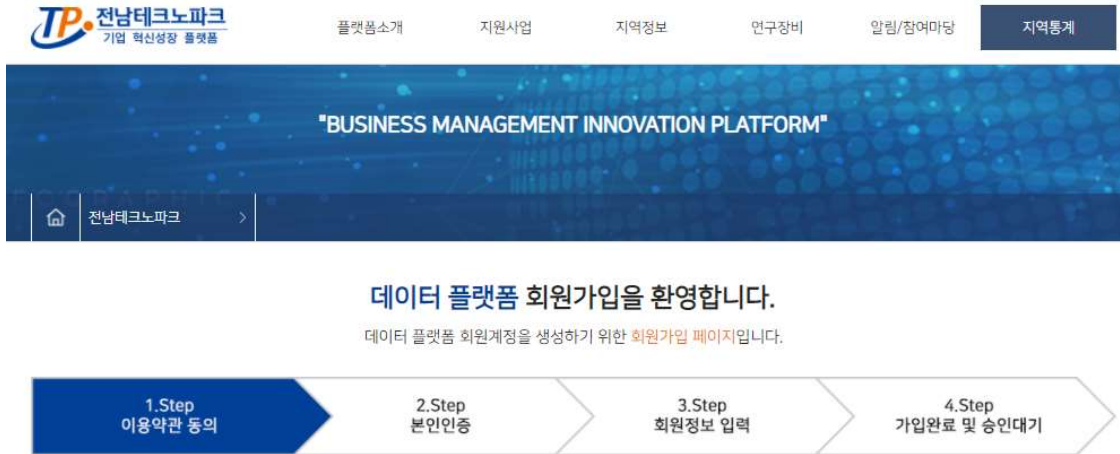 TP. 전남테크노파크
기업 혁신성장 플랫폼
플랫폼소개 지원사업 지역정보 연구장비 알림/참여마당 지역통계
"BUSINESS MANAGEMENT INNOVATION PLATFORM"
전남테크노파크 >
데이터 플랫폼 회원가입을 환영합니다.
데이터 플랫폼 회원계정을 생성하기 위한 회원가입 페이지입니다.
1.Step
이용약관 동의
2.Step
본인인증
3.Step
회원정보 입력
4.Step
가입완료 및 승인대기